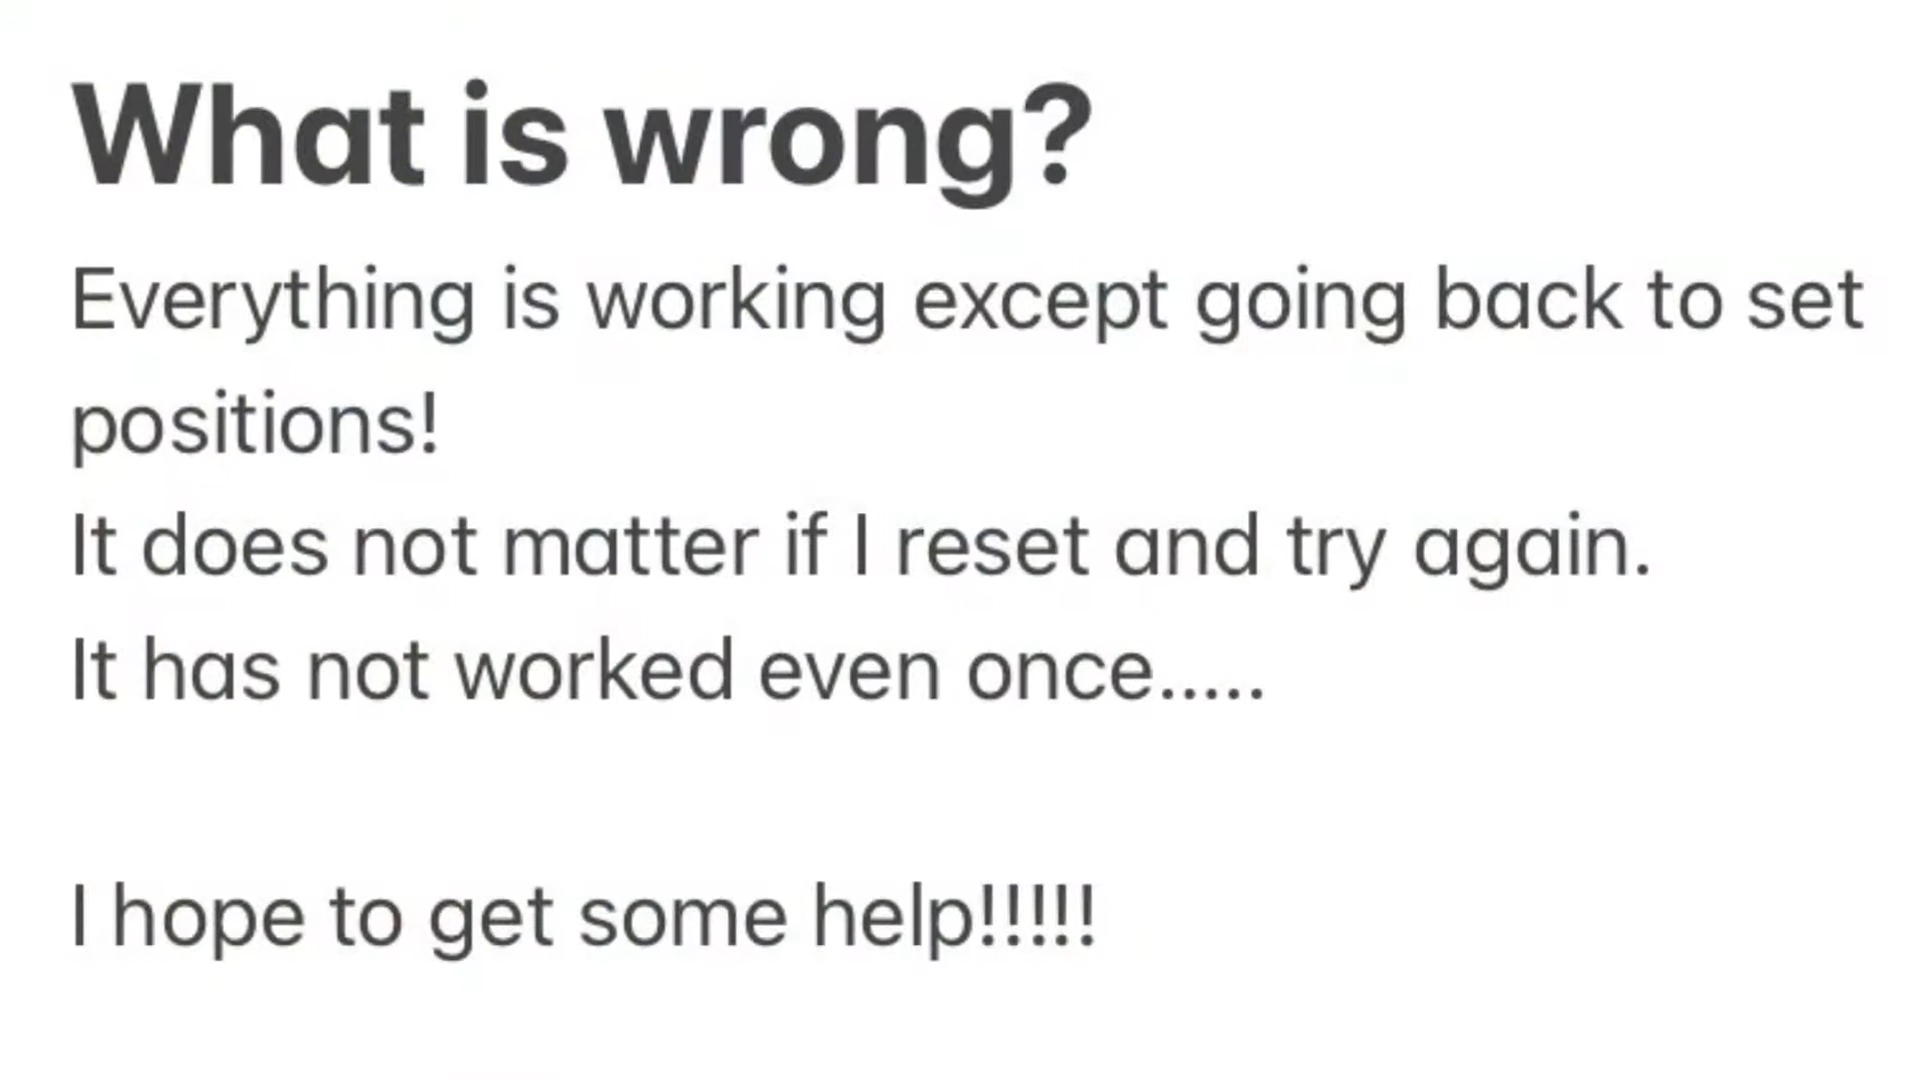 What is wrong?
Everything is working except going back to set
positions!
It does not matter if I reset and try again.
It has not worked even once.....
I hope to get some help!!!!!